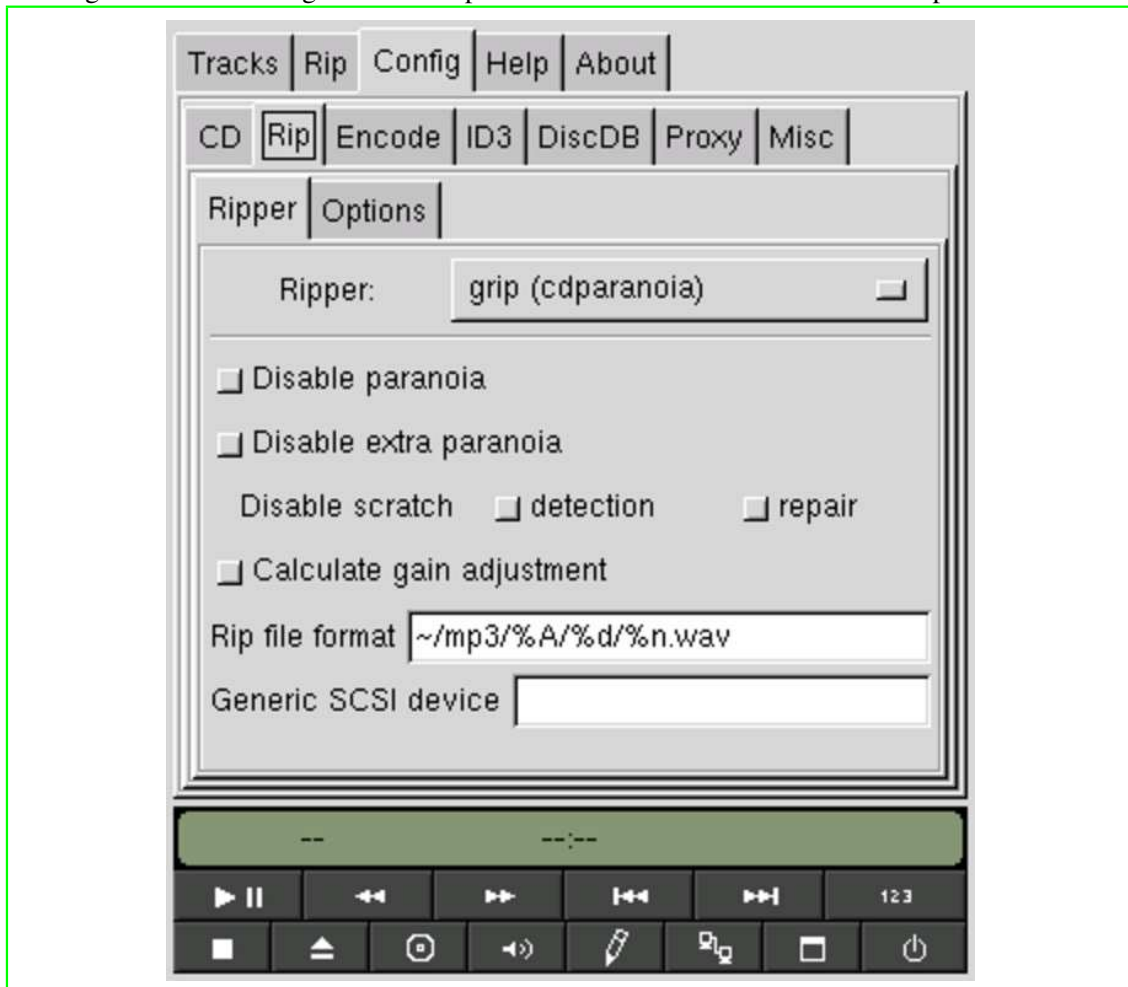 Tracks Rip Config Help About
CD Rip Encode ID3 DiscDB Proxy Misc
Ripper Options
Ripper: grip (cdparanoia)
Disable paranoia
Disable extra paranoia
Disable scratch detection repair
Calculate gain adjustment
Rip file format ~/mp3/%A/%d/%n.wav
Generic SCSI device
-- --:--
123